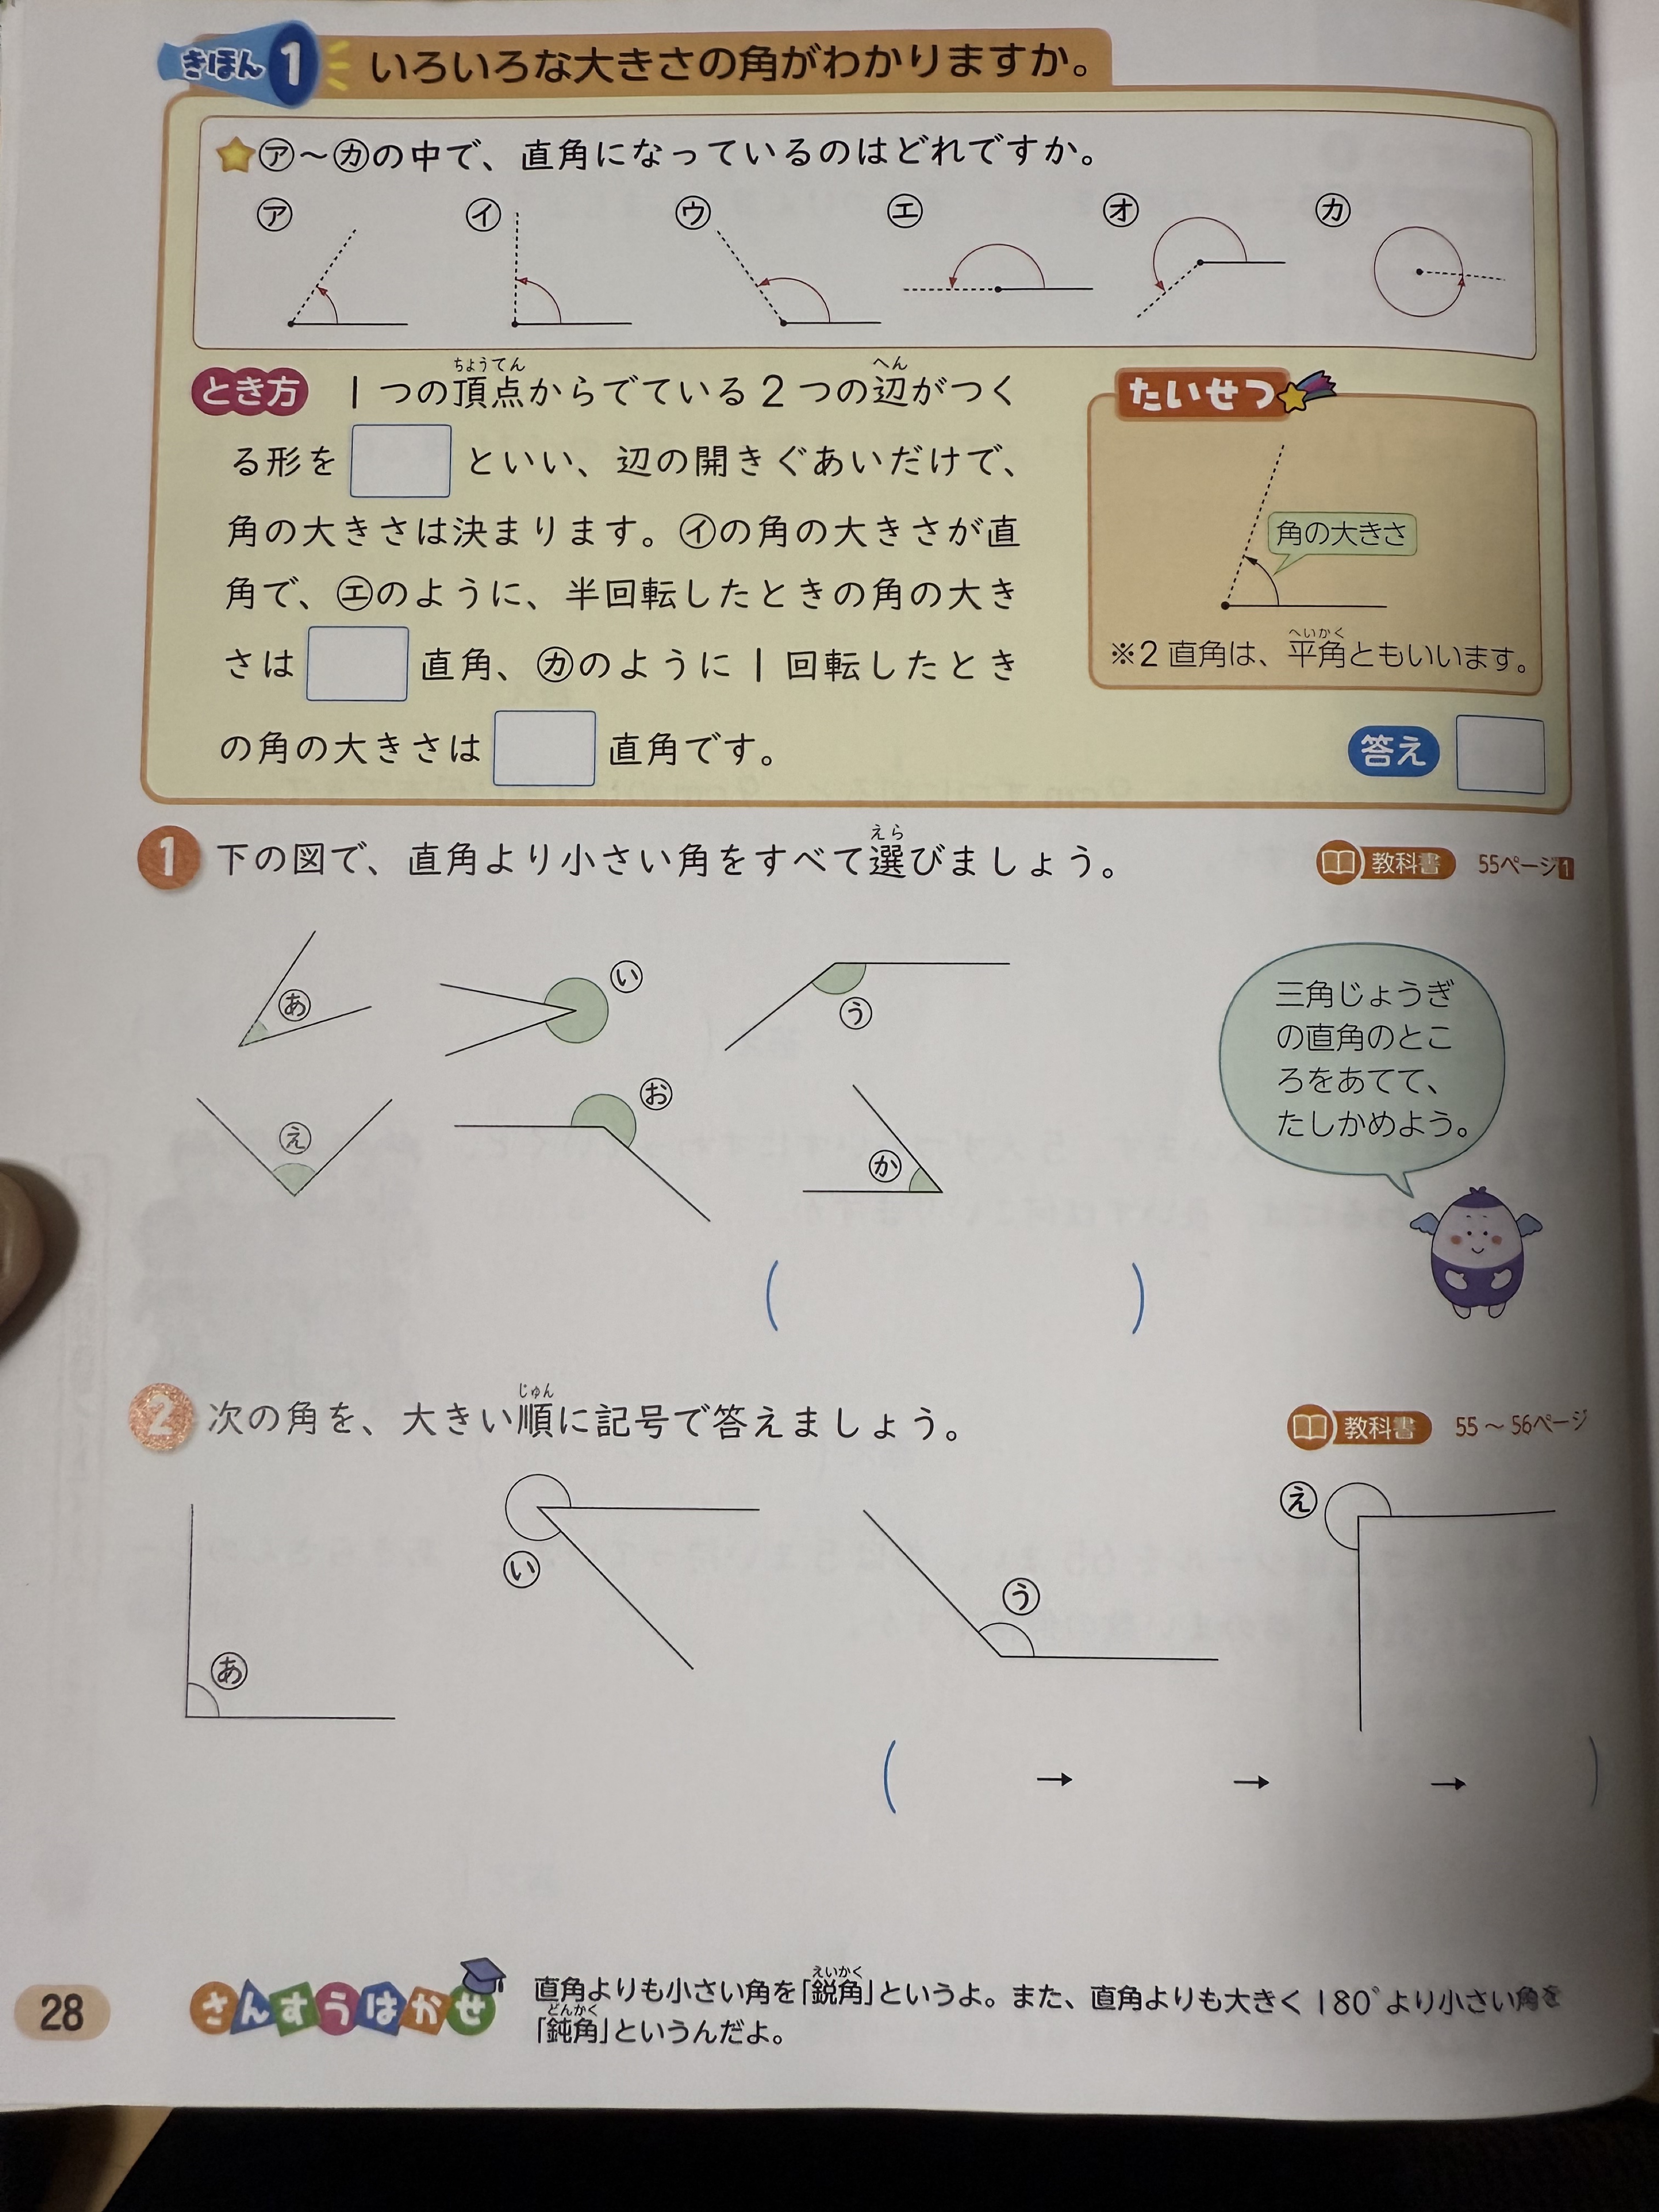 きほん 1 いろいろな大きさの角がわかりますか。
㋐～㋕の中で、直角になっているのはどれですか。
㋐ ㋑ ㋒ ㋓ ㋔ ㋕
とき方 1つの頂点からでている2つの辺がつく
ちょうてん へん
る形を といい、辺の開きぐあいだけで、
角の大きさは決まります。㋑の角の大きさが直
角で、㋓のように、半回転したときの角の大き
さは 直角、㋕のように1回転したとき
の角の大きさは 直角です。
たいせつ
角の大きさ
へいかく
※2直角は、平角ともいいます。
答え
えら
1 下の図で、直角より小さい角をすべて選びましょう。
教科書 55ページ1
あ い う
え お か
三角じょうぎ
の直角のとこ
ろをあてて、
たしかめよう。
( )
じゅん
2 次の角を、大きい順に記号で答えましょう。
教科書 55～56ページ
あ い う え
( → → → )
28
さんすうはかせ
えいかく
直角よりも小さい角を「鋭角」というよ。また、直角よりも大きく180°より小さい角を
どんかく
「鈍角」というんだよ。